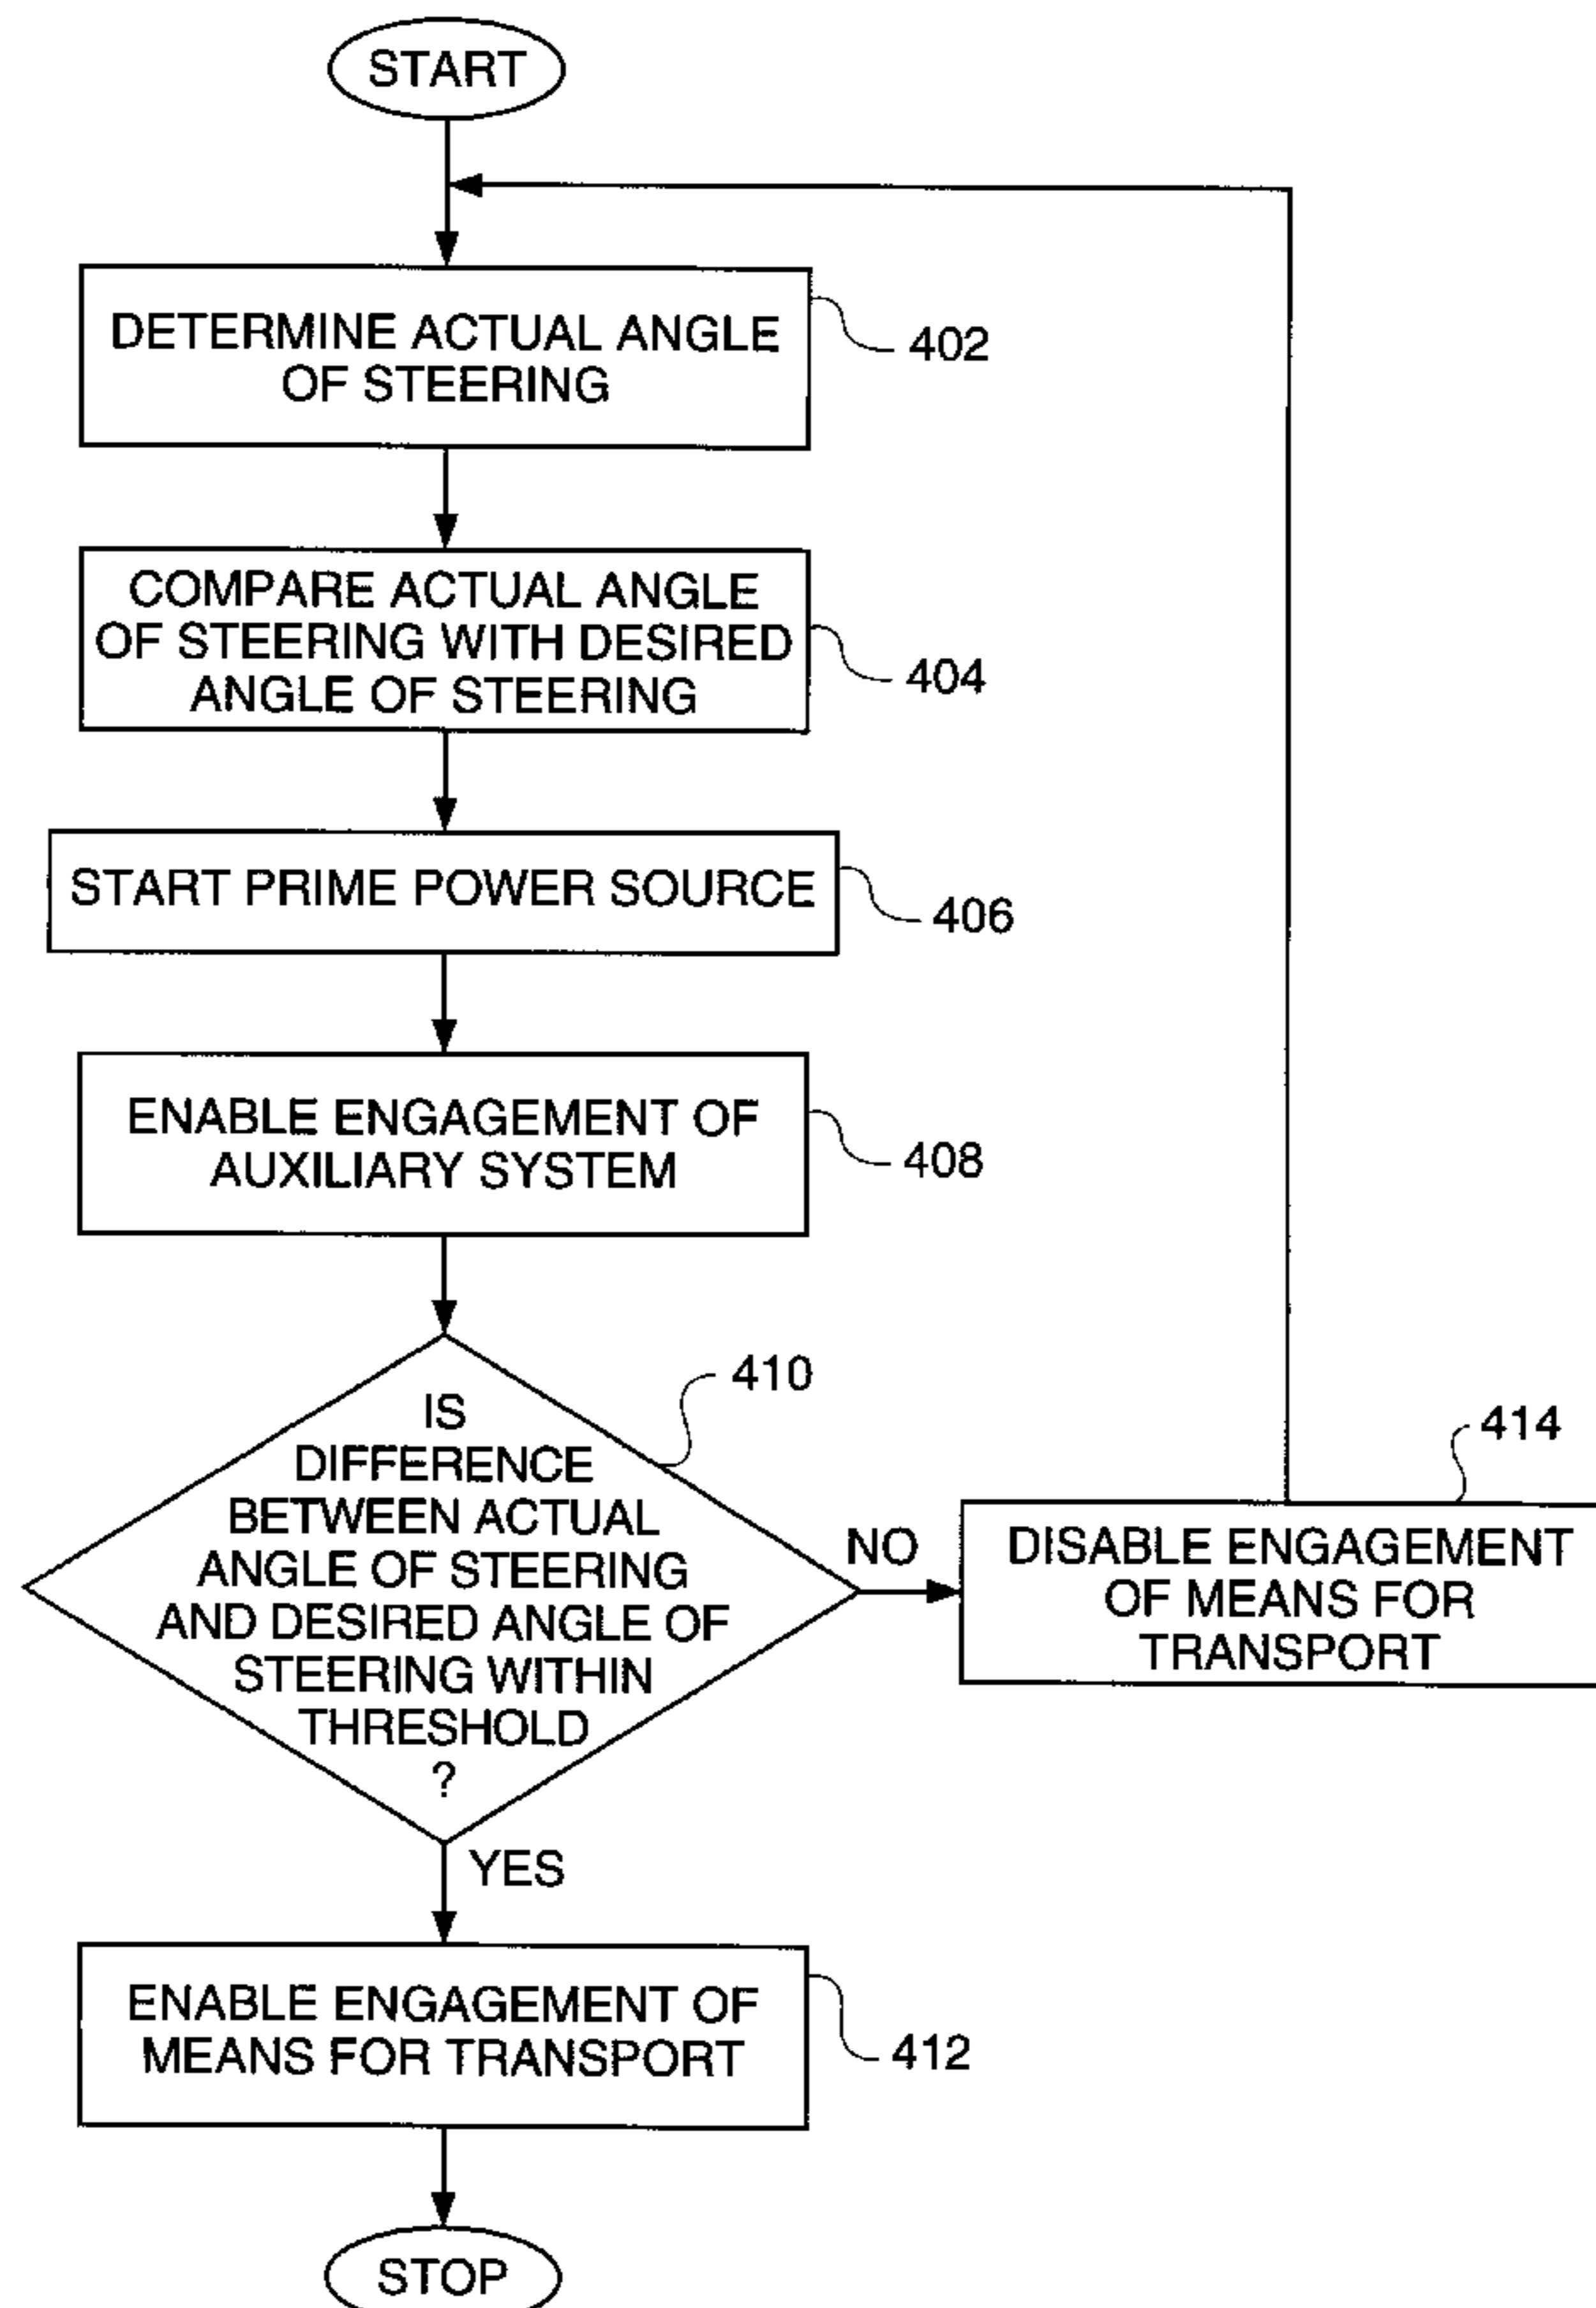 START
DETERMINE ACTUAL ANGLE
OF STEERING
402
COMPARE ACTUAL ANGLE
OF STEERING WITH DESIRED
ANGLE OF STEERING
404
START PRIME POWER SOURCE
406
ENABLE ENGAGEMENT OF
AUXILIARY SYSTEM
408
IS
DIFFERENCE
BETWEEN ACTUAL
ANGLE OF STEERING
AND DESIRED ANGLE OF
STEERING WITHIN
THRESHOLD
?
410
NO
DISABLE ENGAGEMENT
OF MEANS FOR
TRANSPORT
414
YES
ENABLE ENGAGEMENT OF
MEANS FOR TRANSPORT
412
STOP